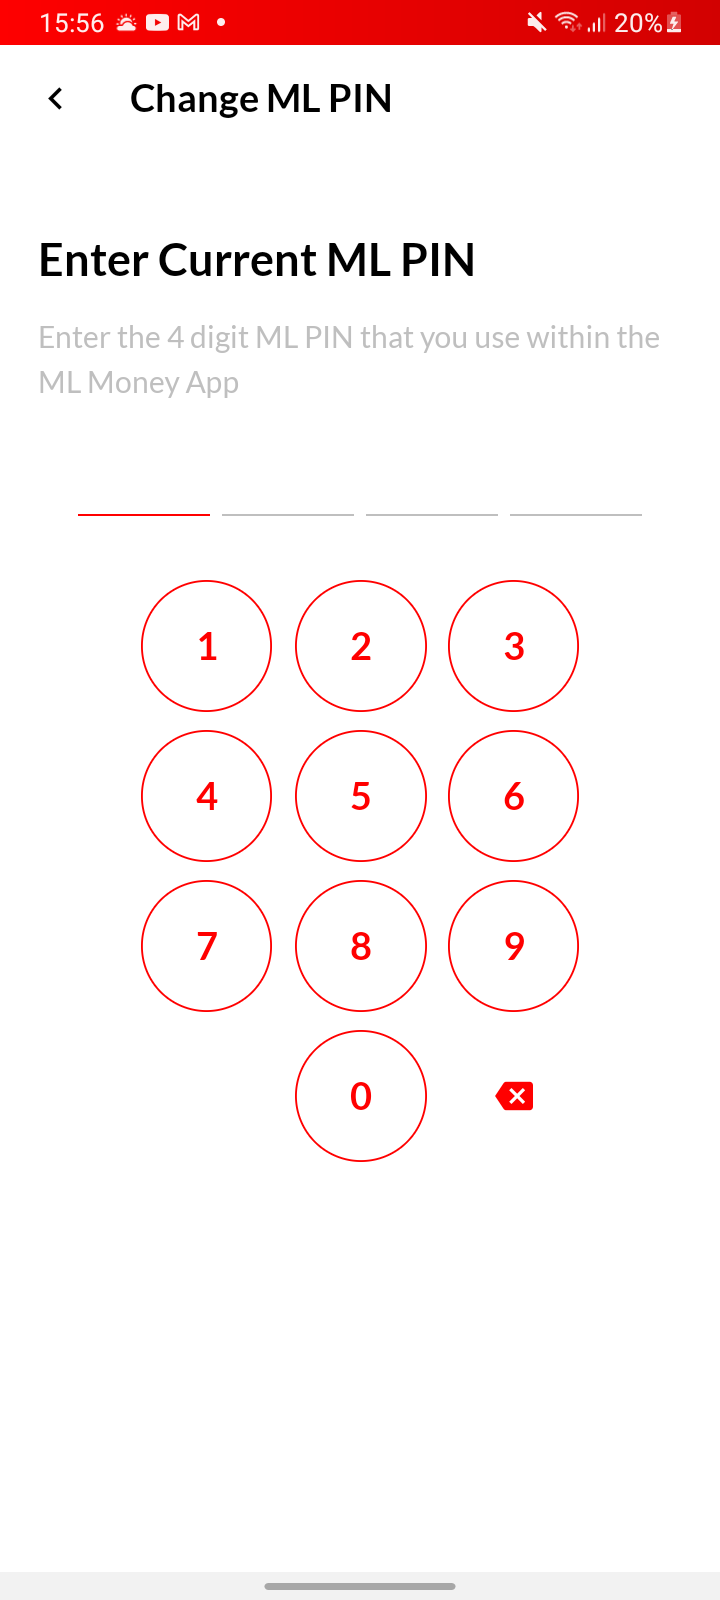 15:56
20%
Change ML PIN
Enter Current ML PIN
Enter the 4 digit ML PIN that you use within the
ML Money App
1 2 3
4 5 6
7 8 9
0